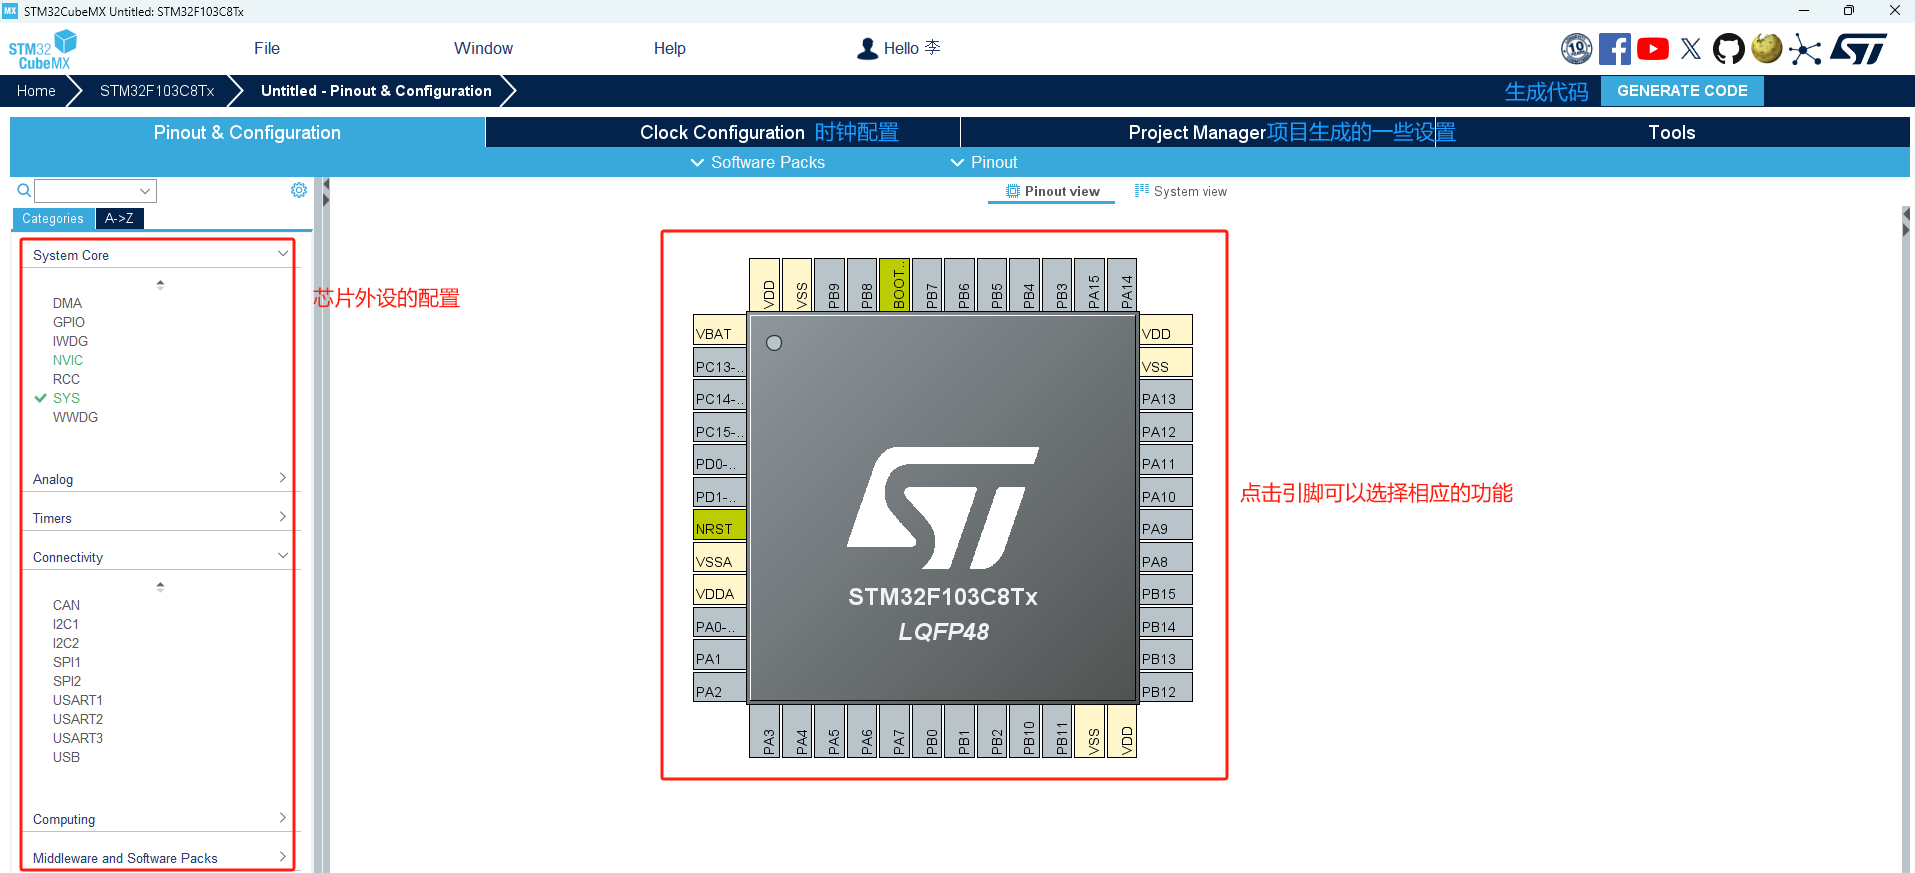 MX STM32CubeMX Untitled: STM32F103C8Tx
STM32 CubeMX
File
Window
Help
Hello 李
10
Home
STM32F103C8Tx
Untitled - Pinout & Configuration
生成代码
GENERATE CODE
Pinout & Configuration
Clock Configuration 时钟配置
Project Manager项目生成的一些设置
Tools
Software Packs
Pinout
Pinout view
System view
Categories
A->Z
System Core
DMA
GPIO
IWDG
NVIC
RCC
SYS
WWDG
Analog
Timers
Connectivity
CAN
I2C1
I2C2
SPI1
SPI2
USART1
USART2
USART3
USB
Computing
Middleware and Software Packs
芯片外设的配置
VDD
VSS
PB9
PB8
BOOT..
PB7
PB6
PB5
PB4
PB3
PA15
PA14
VBAT
PC13-..
PC14-..
PC15-..
PD0-..
PD1-..
NRST
VSSA
VDDA
PA0-..
PA1
PA2
ST
STM32F103C8Tx
LQFP48
VDD
VSS
PA13
PA12
PA11
PA10
PA9
PA8
PB15
PB14
PB13
PB12
PA3
PA4
PA5
PA6
PA7
PB0
PB1
PB2
PB10
PB11
VSS
VDD
点击引脚可以选择相应的功能